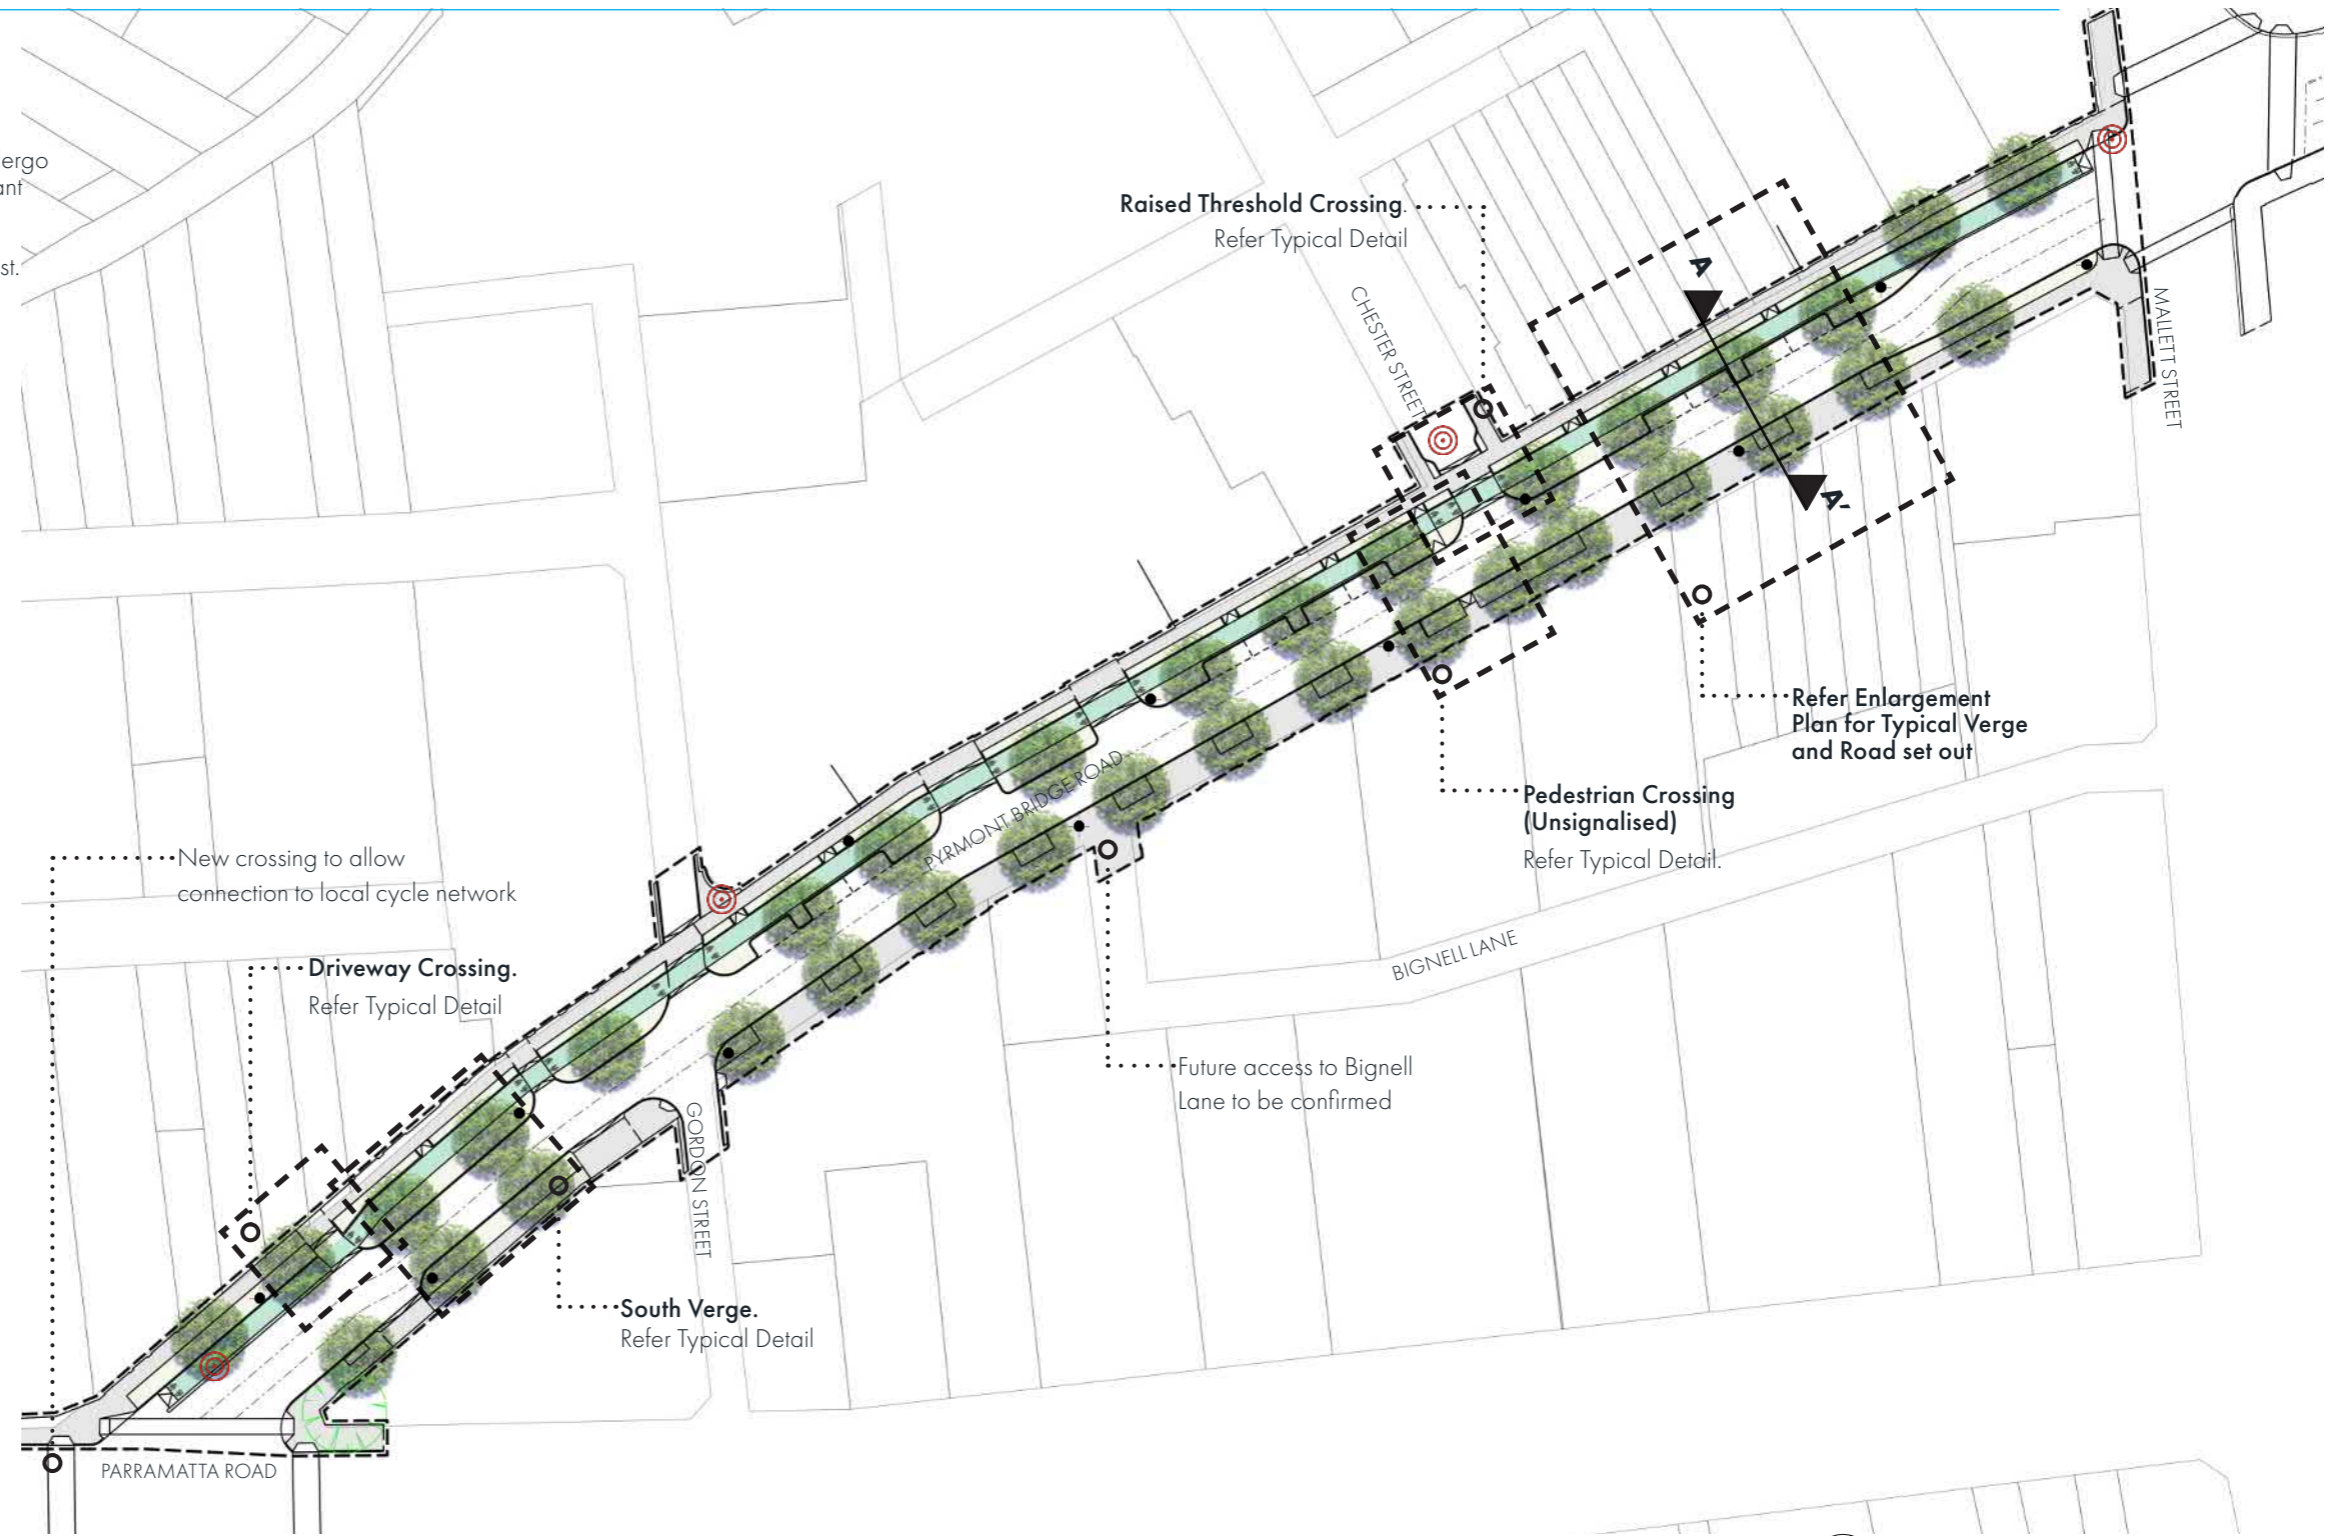 ergo
ant
st.
Raised Threshold Crossing.
Refer Typical Detail
CHESTER STREET
A
A'
MALLETT STREET
Refer Enlargement
Plan for Typical Verge
and Road set out
Pedestrian Crossing
(Unsignalised)
Refer Typical Detail.
PYRMONT BRIDGE ROAD
New crossing to allow
connection to local cycle network
BIGNELL LANE
Driveway Crossing.
Refer Typical Detail
Future access to Bignell
Lane to be confirmed
GORDON STREET
South Verge.
Refer Typical Detail
PARRAMATTA ROAD